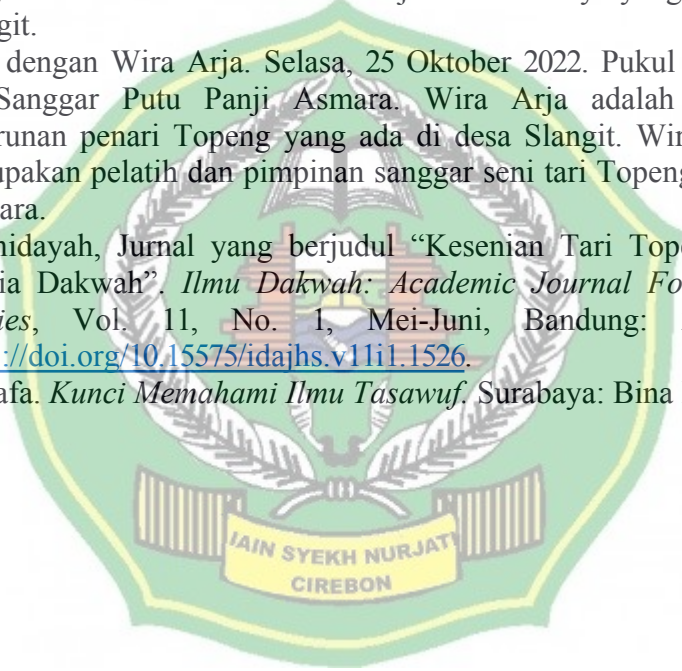 git.
dengan Wira Arja. Selasa, 25 Oktober 2022. Pukul
Sanggar Putu Panji Asmara. Wira Arja adalah
runan penari Topeng yang ada di desa Slangit. Wir
upakan pelatih dan pimpinan sanggar seni tari Topeng
ara.
hidayah, Jurnal yang berjudul “Kesenian Tari Tope
ia Dakwah”. Ilmu Dakwah: Academic Journal Fo
ies, Vol. 11, No. 1, Mei-Juni, Bandung:
://doi.org/10.15575/idajhs.v11i1.1526.
afa. Kunci Memahami Ilmu Tasawuf. Surabaya: Bina
IAIN SYEKH NURJATI
CIREBON